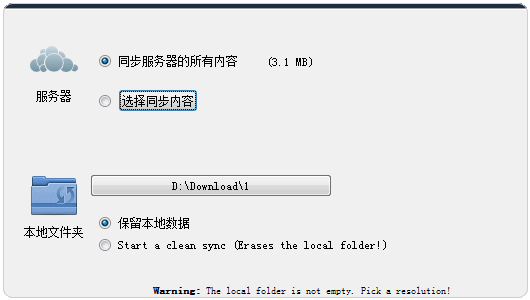 同步服务器的所有内容 (3.1 MB)
服务器
选择同步内容
D:\Download\1
保留本地数据
本地文件夹
Start a clean sync (Erases the local folder!)
Warning: The local folder is not empty. Pick a resolution!